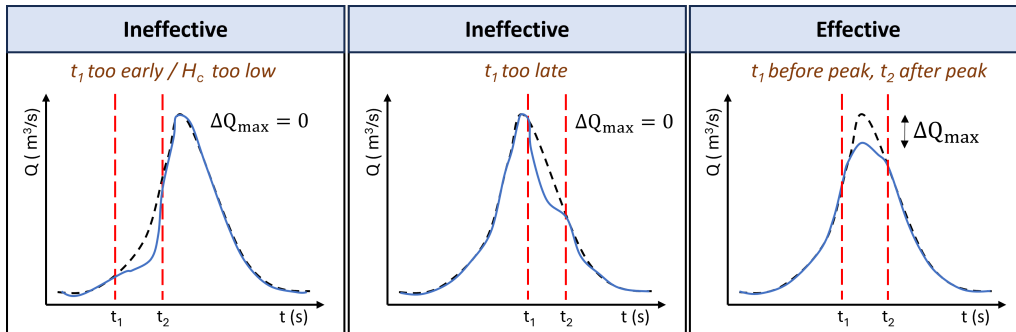 Ineffective
t₁ too early / H꜀ too low
ΔQₘₐₓ = 0
Q ( m³/s)
t₁
t₂
t (s)
Ineffective
t₁ too late
ΔQₘₐₓ = 0
Q ( m³/s)
t₁
t₂
t (s)
Effective
t₁ before peak, t₂ after peak
ΔQₘₐₓ
Q ( m³/s)
t₁
t₂
t (s)